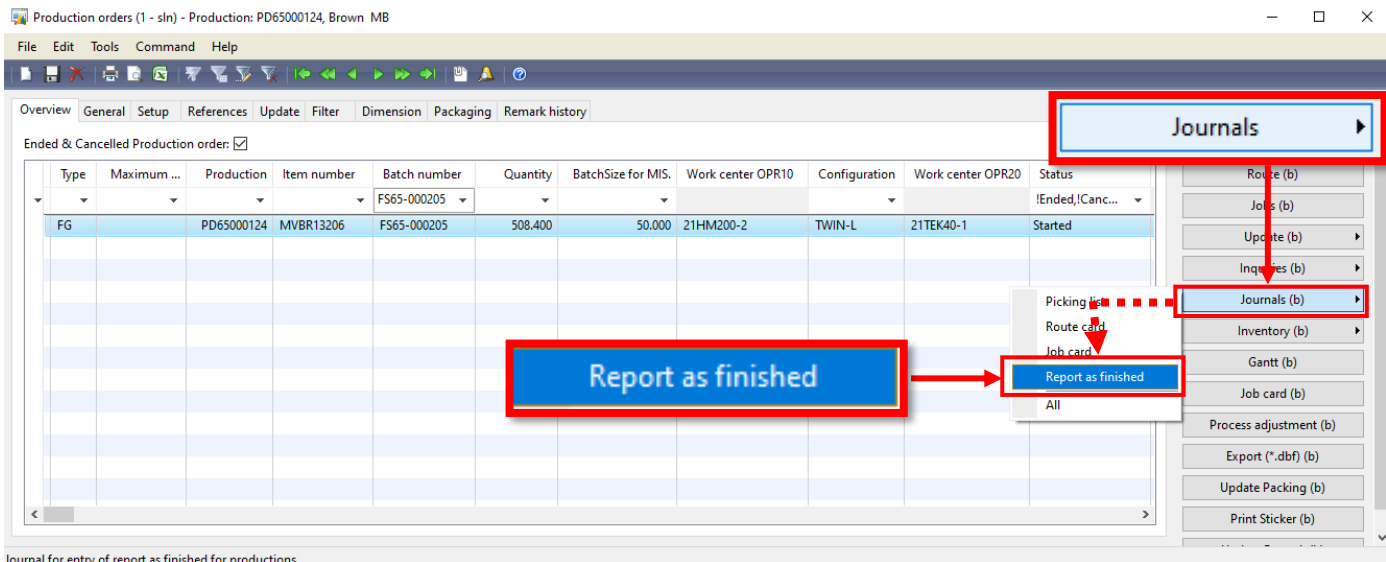 Production orders (1 - sln) - Production: PD65000124, Brown MB
File Edit Tools Command Help
Overview General Setup References Update Filter Dimension Packaging Remark history
Journals
Ended & Cancelled Production order:
Type Maximum ... Production Item number Batch number Quantity BatchSize for MIS. Work center OPR10 Configuration Work center OPR20 Status
FS65-000205 !Ended,!Canc...
FG PD65000124 MVBR13206 FS65-000205 508.400 50.000 21HM200-2 TWIN-L 21TEK40-1 Started
Route (b)
Jobs (b)
Update (b)
Inquiries (b)
Journals (b)
Inventory (b)
Gantt (b)
Job card (b)
Process adjustment (b)
Export (*.dbf) (b)
Update Packing (b)
Print Sticker (b)
Picking list
Route card
Job card
Report as finished
All
Report as finished
Journal for entry of report as finished for productions